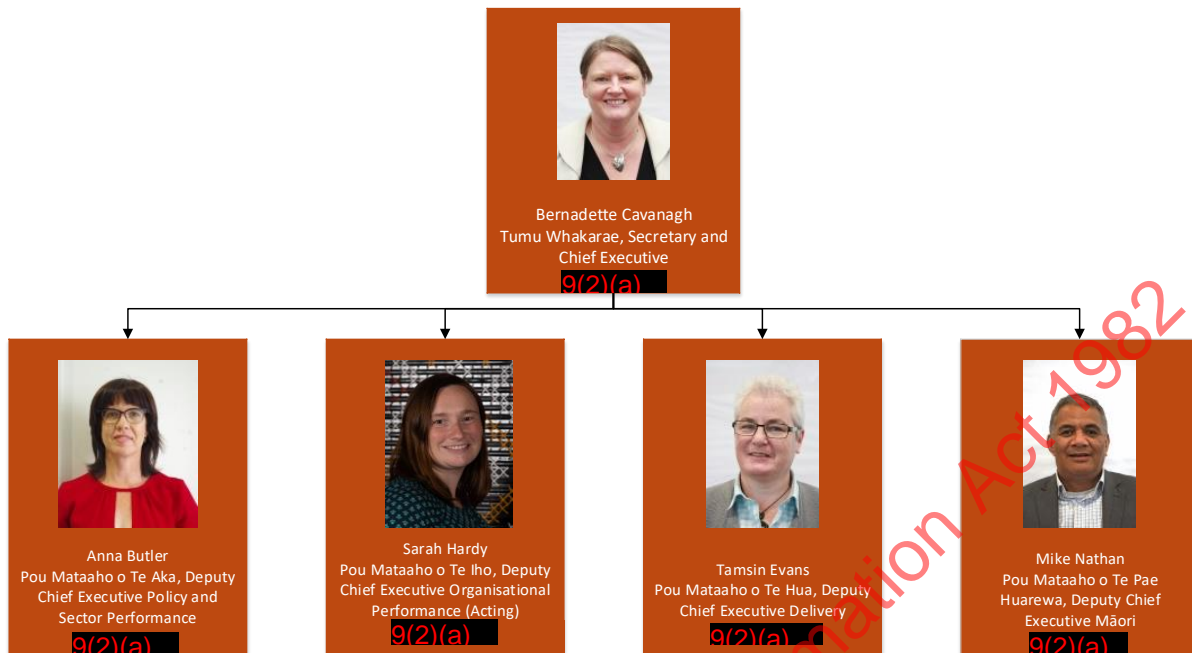 Bernadette Cavanagh
Tumu Whakarae, Secretary and
Chief Executive
9(2)(a)
Anna Butler
Pou Mataaho o Te Aka, Deputy
Chief Executive Policy and
Sector Performance
9(2)(a)
Sarah Hardy
Pou Mataaho o Te Iho, Deputy
Chief Executive Organisational
Performance (Acting)
9(2)(a)
Tamsin Evans
Pou Mataaho o Te Hua, Deputy
Chief Executive Delivery
9(2)(a)
Mike Nathan
Pou Mataaho o Te Pae
Huarewa, Deputy Chief
Executive Māori
9(2)(a)
mation Act 1982